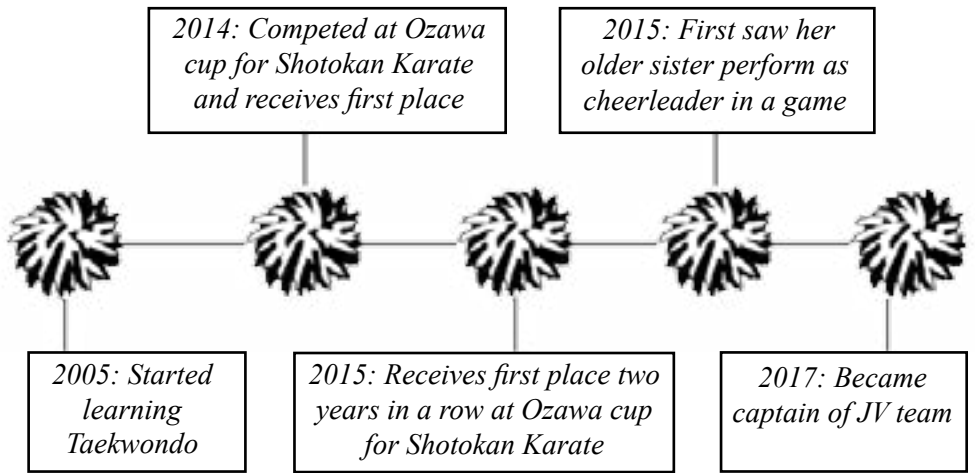 2014: Competed at Ozawa
cup for Shotokan Karate
and receives first place
2015: First saw her
older sister perform as
cheerleader in a game
2005: Started
learning
Taekwondo
2015: Receives first place two
years in a row at Ozawa cup
for Shotokan Karate
2017: Became
captain of JV team